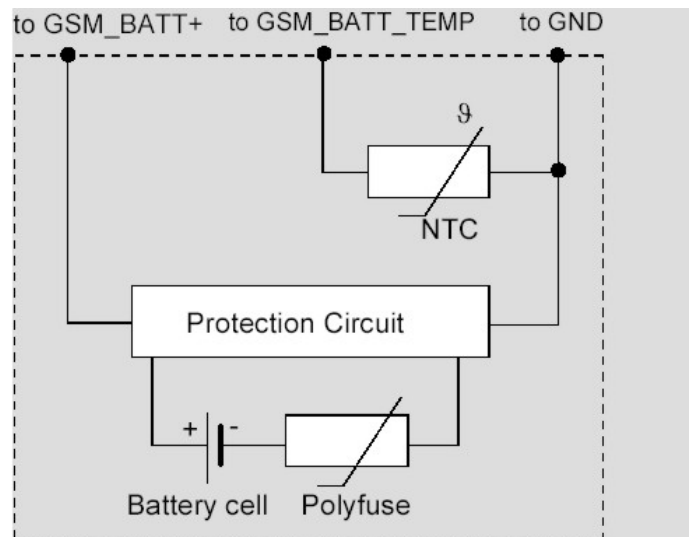 to GSM_BATT+ to GSM_BATT_TEMP to GND
ϑ
NTC
Protection Circuit
+ -
Battery cell Polyfuse